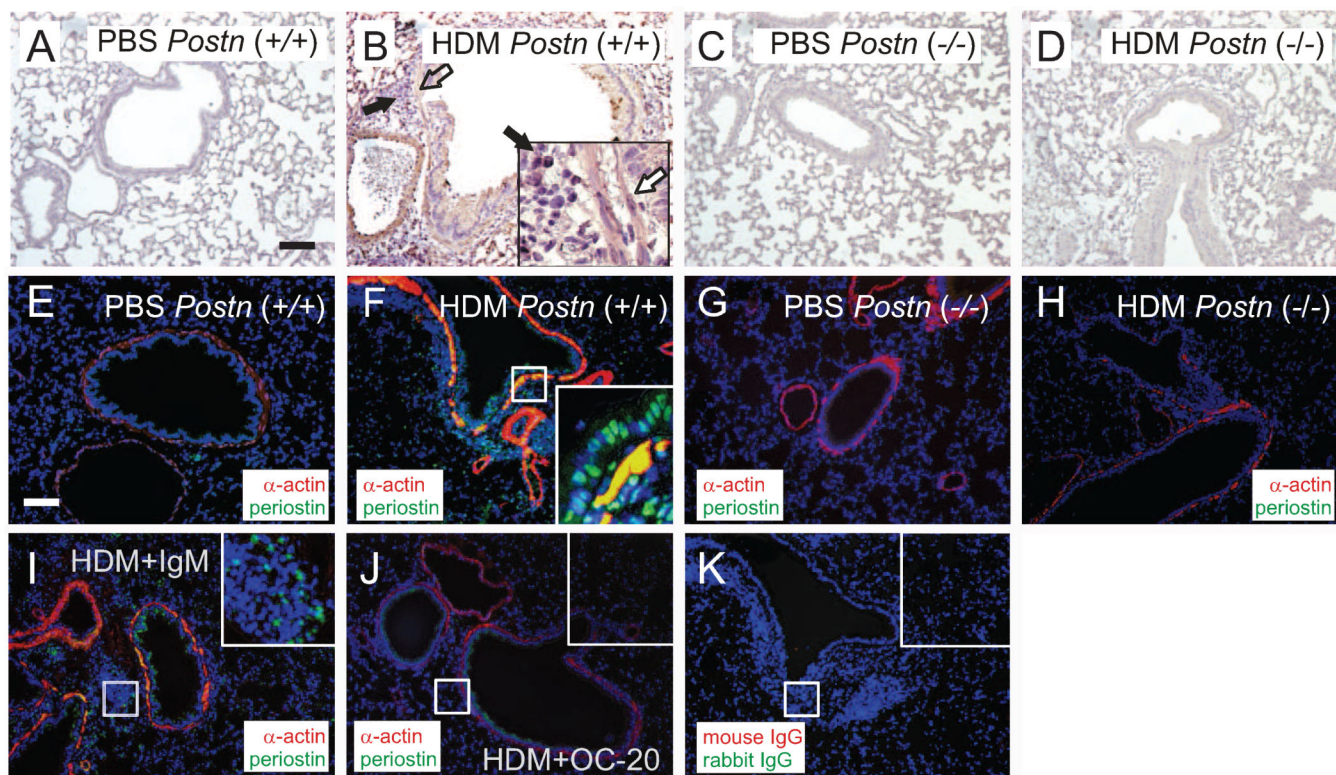 A PBS Postn (+/+)
B HDM Postn (+/+)
C PBS Postn (-/-)
D HDM Postn (-/-)
E PBS Postn (+/+)
α-actin
periostin
F HDM Postn (+/+)
α-actin
periostin
G PBS Postn (-/-)
α-actin
periostin
H HDM Postn (-/-)
α-actin
periostin
I HDM+IgM
α-actin
periostin
J
α-actin
periostin
HDM+OC-20
K
mouse IgG
rabbit IgG